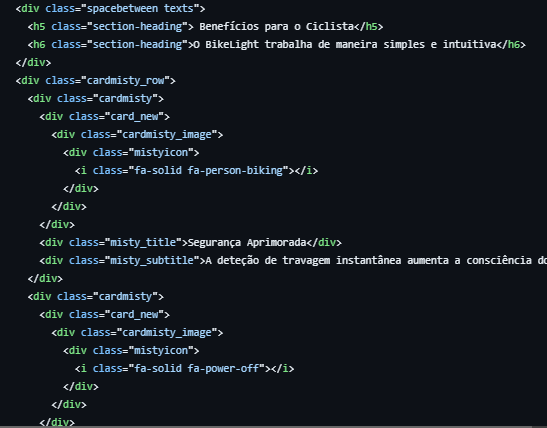 <div class="spacebetween texts">
<h5 class="section-heading"> Benefícios para o Ciclista</h5>
<h6 class="section-heading">O BikeLight trabalha de maneira simples e intuitiva</h6>
</div>
<div class="cardmisty_row">
<div class="cardmisty">
<div class="card_new">
<div class="cardmisty_image">
<div class="mistyicon">
<i class="fa-solid fa-person-biking"></i>
</div>
</div>
</div>
<div class="misty_title">Segurança Aprimorada</div>
<div class="misty_subtitle">A deteção de travagem instantânea aumenta a consciência do
</div>
<div class="cardmisty">
<div class="card_new">
<div class="cardmisty_image">
<div class="mistyicon">
<i class="fa-solid fa-power-off"></i>
</div>
</div>
</div>